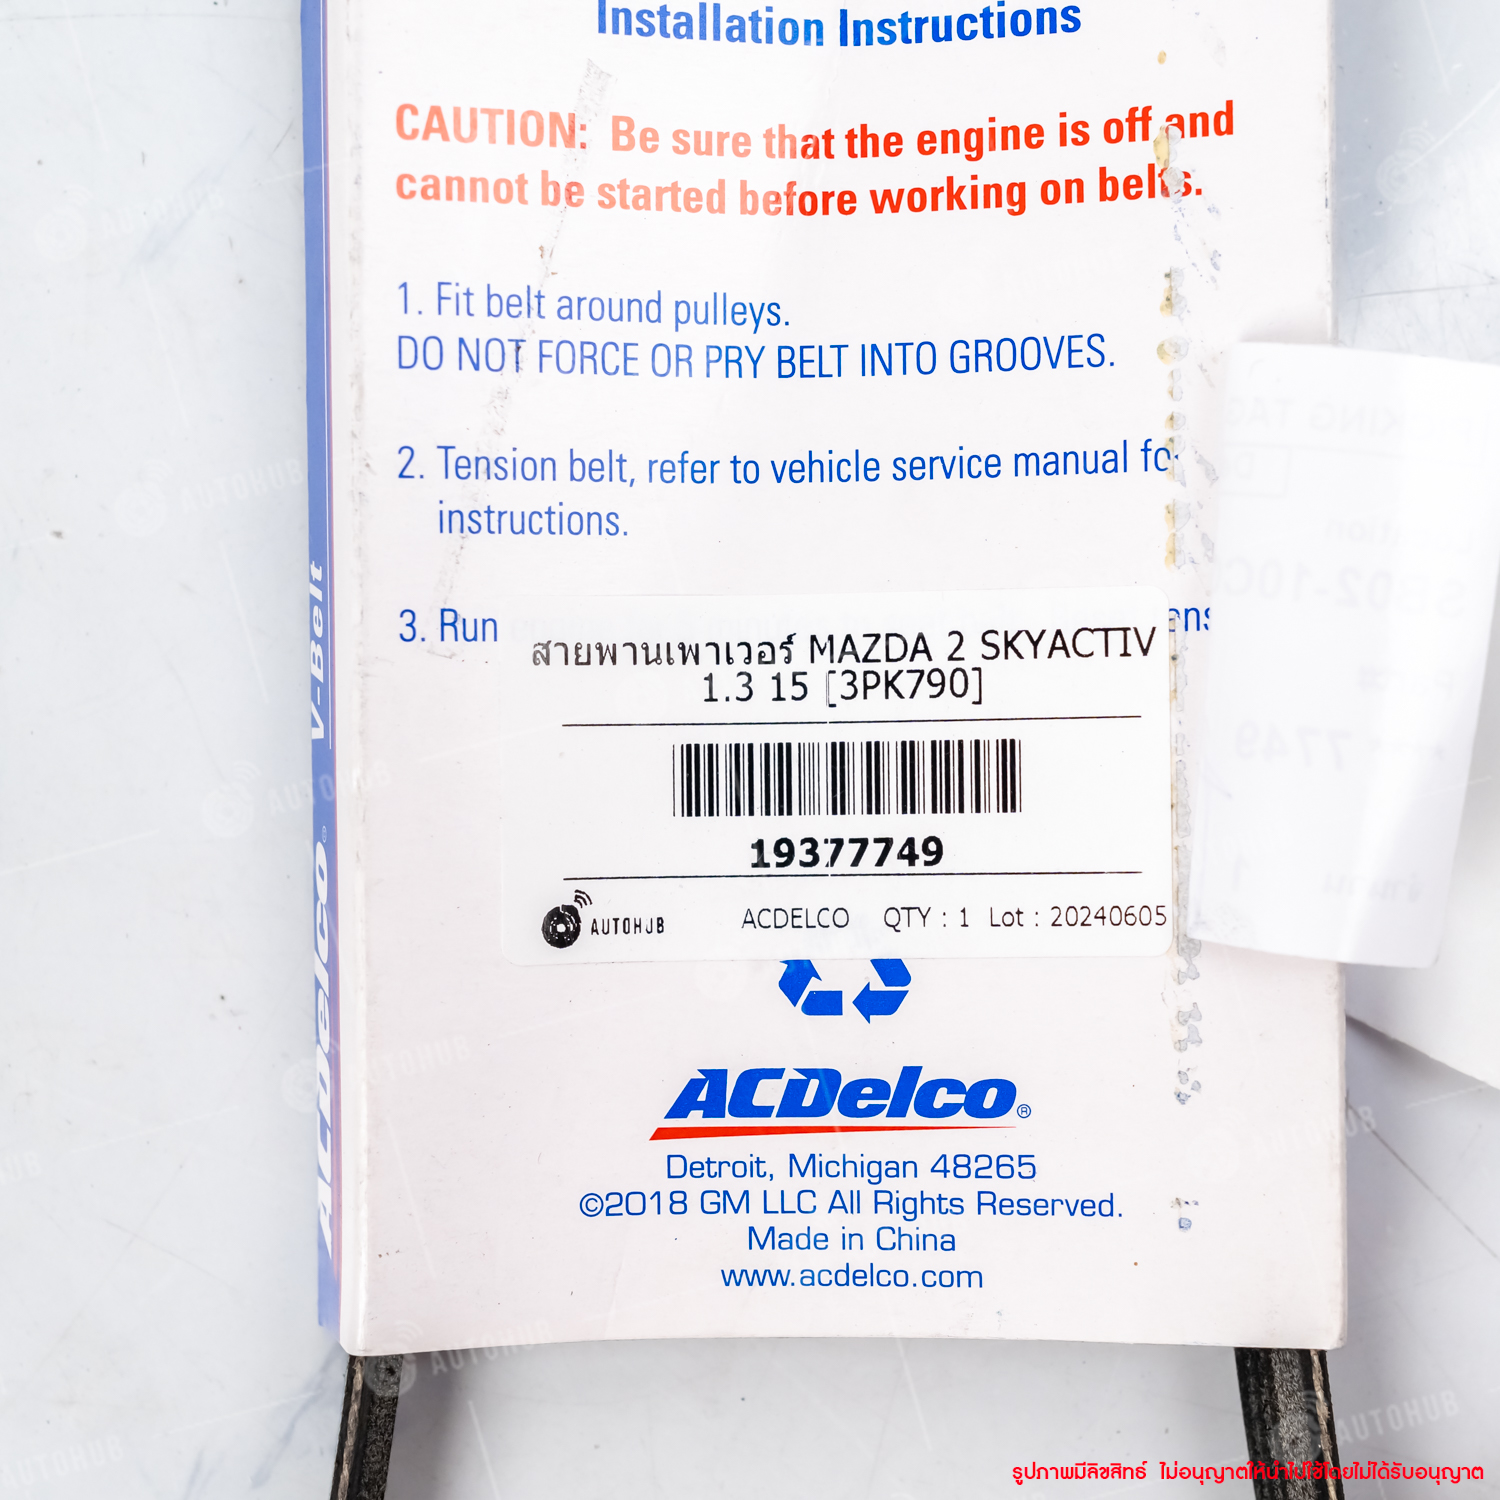 Installation Instructions
CAUTION: Be sure that the engine is off and
cannot be started before working on belts.
1. Fit belt around pulleys.
DO NOT FORCE OR PRY BELT INTO GROOVES.
2. Tension belt, refer to vehicle service manual for
instructions.
3. Run
สายพานเพาเวอร์ MAZDA 2 SKYACTIV
1.3 15 [3PK790]
19377749
AUTOHUB
ACDELCO QTY : 1 Lot : 20240605
ACDelco®
Detroit, Michigan 48265
©2018 GM LLC All Rights Reserved.
Made in China
www.acdelco.com
ACDelco® V-Belt
รูปภาพมีลิขสิทธ์ ไม่อนุญาตให้นำไปใช้โดยไม่ได้รับอนุญาต